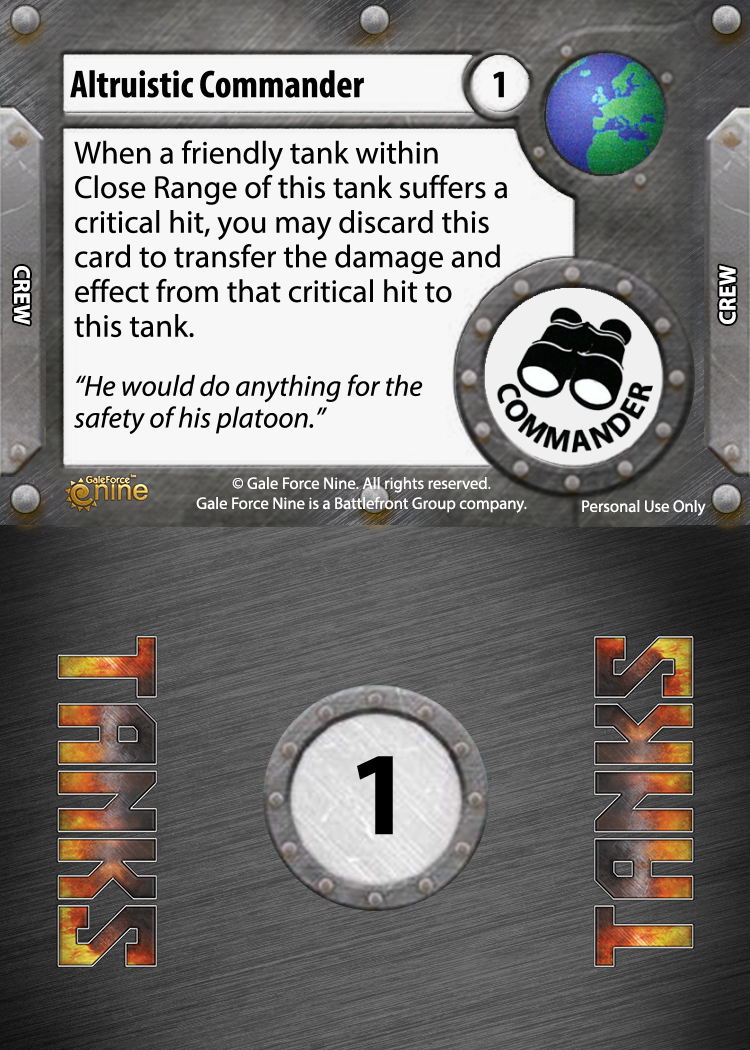 Altruistic Commander
1
When a friendly tank within
Close Range of this tank suffers a
critical hit, you may discard this
card to transfer the damage and
effect from that critical hit to
this tank.
“He would do anything for the
safety of his platoon.”
CREW
CREW
COMMANDER
GaleForce™
nine
© Gale Force Nine. All rights reserved.
Gale Force Nine is a Battlefront Group company.
Personal Use Only
TANKS
1
TANKS